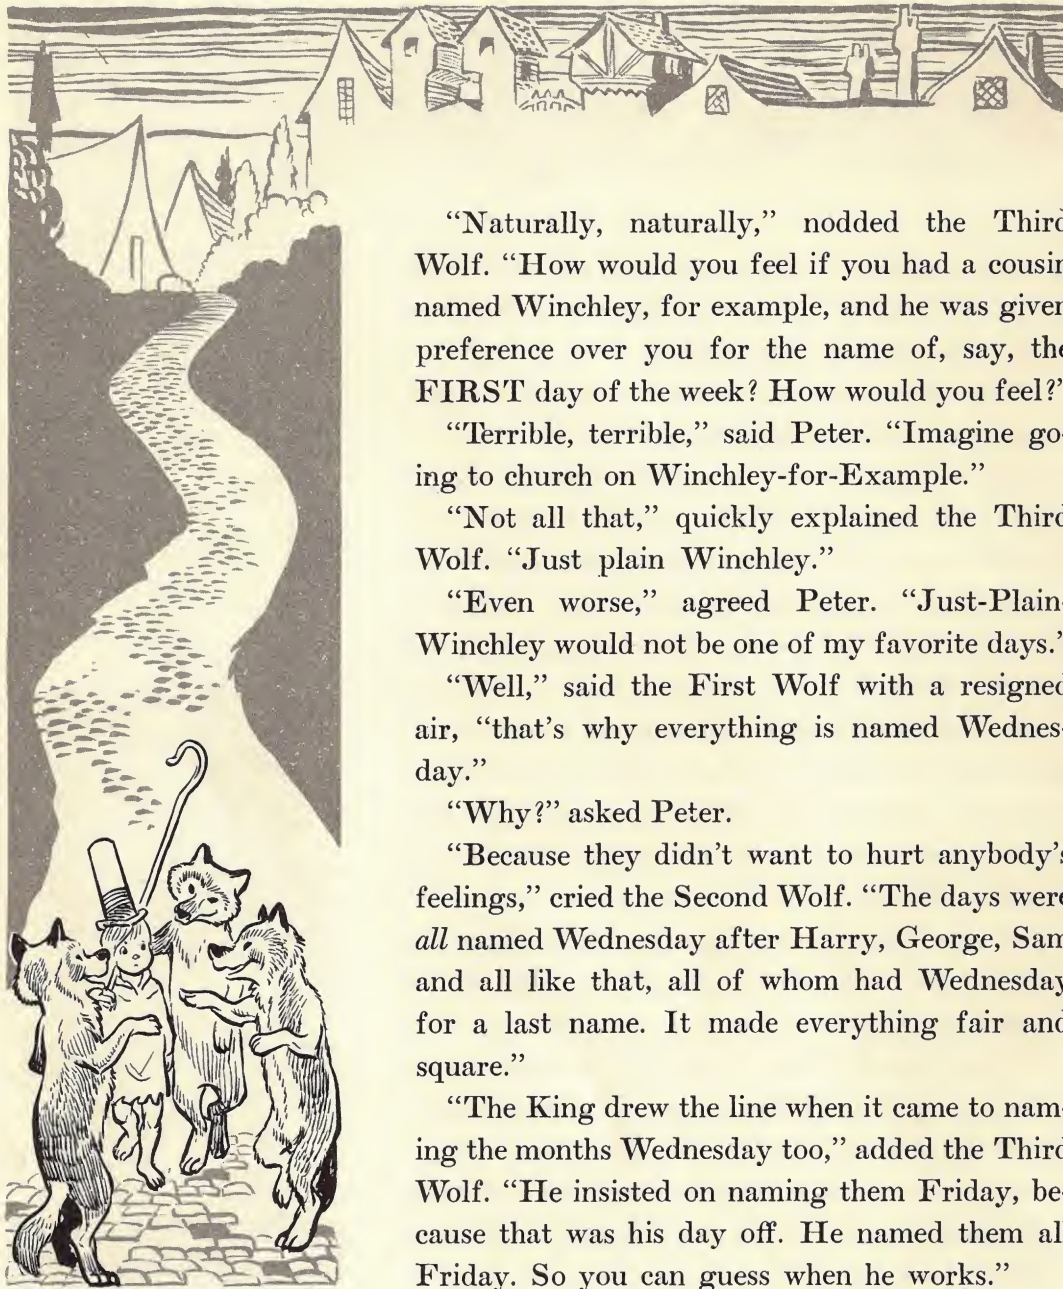 “Naturally, naturally,” nodded the Third
Wolf. “How would you feel if you had a cousin
named Winchley, for example, and he was given
preference over you for the name of, say, the
FIRST day of the week? How would you feel?”
“Terrible, terrible,” said Peter. “Imagine go-
ing to church on Winchley-for-Example.”
“Not all that,” quickly explained the Third
Wolf. “Just plain Winchley.”
“Even worse,” agreed Peter. “Just-Plain-
Winchley would not be one of my favorite days.”
“Well,” said the First Wolf with a resigned
air, “that’s why everything is named Wednes-
day.”
“Why?” asked Peter.
“Because they didn’t want to hurt anybody’s
feelings,” cried the Second Wolf. “The days were
all named Wednesday after Harry, George, Sam
and all like that, all of whom had Wednesday
for a last name. It made everything fair and
square.”
“The King drew the line when it came to nam-
ing the months Wednesday too,” added the Third
Wolf. “He insisted on naming them Friday, be-
cause that was his day off. He named them all
Friday. So you can guess when he works.”